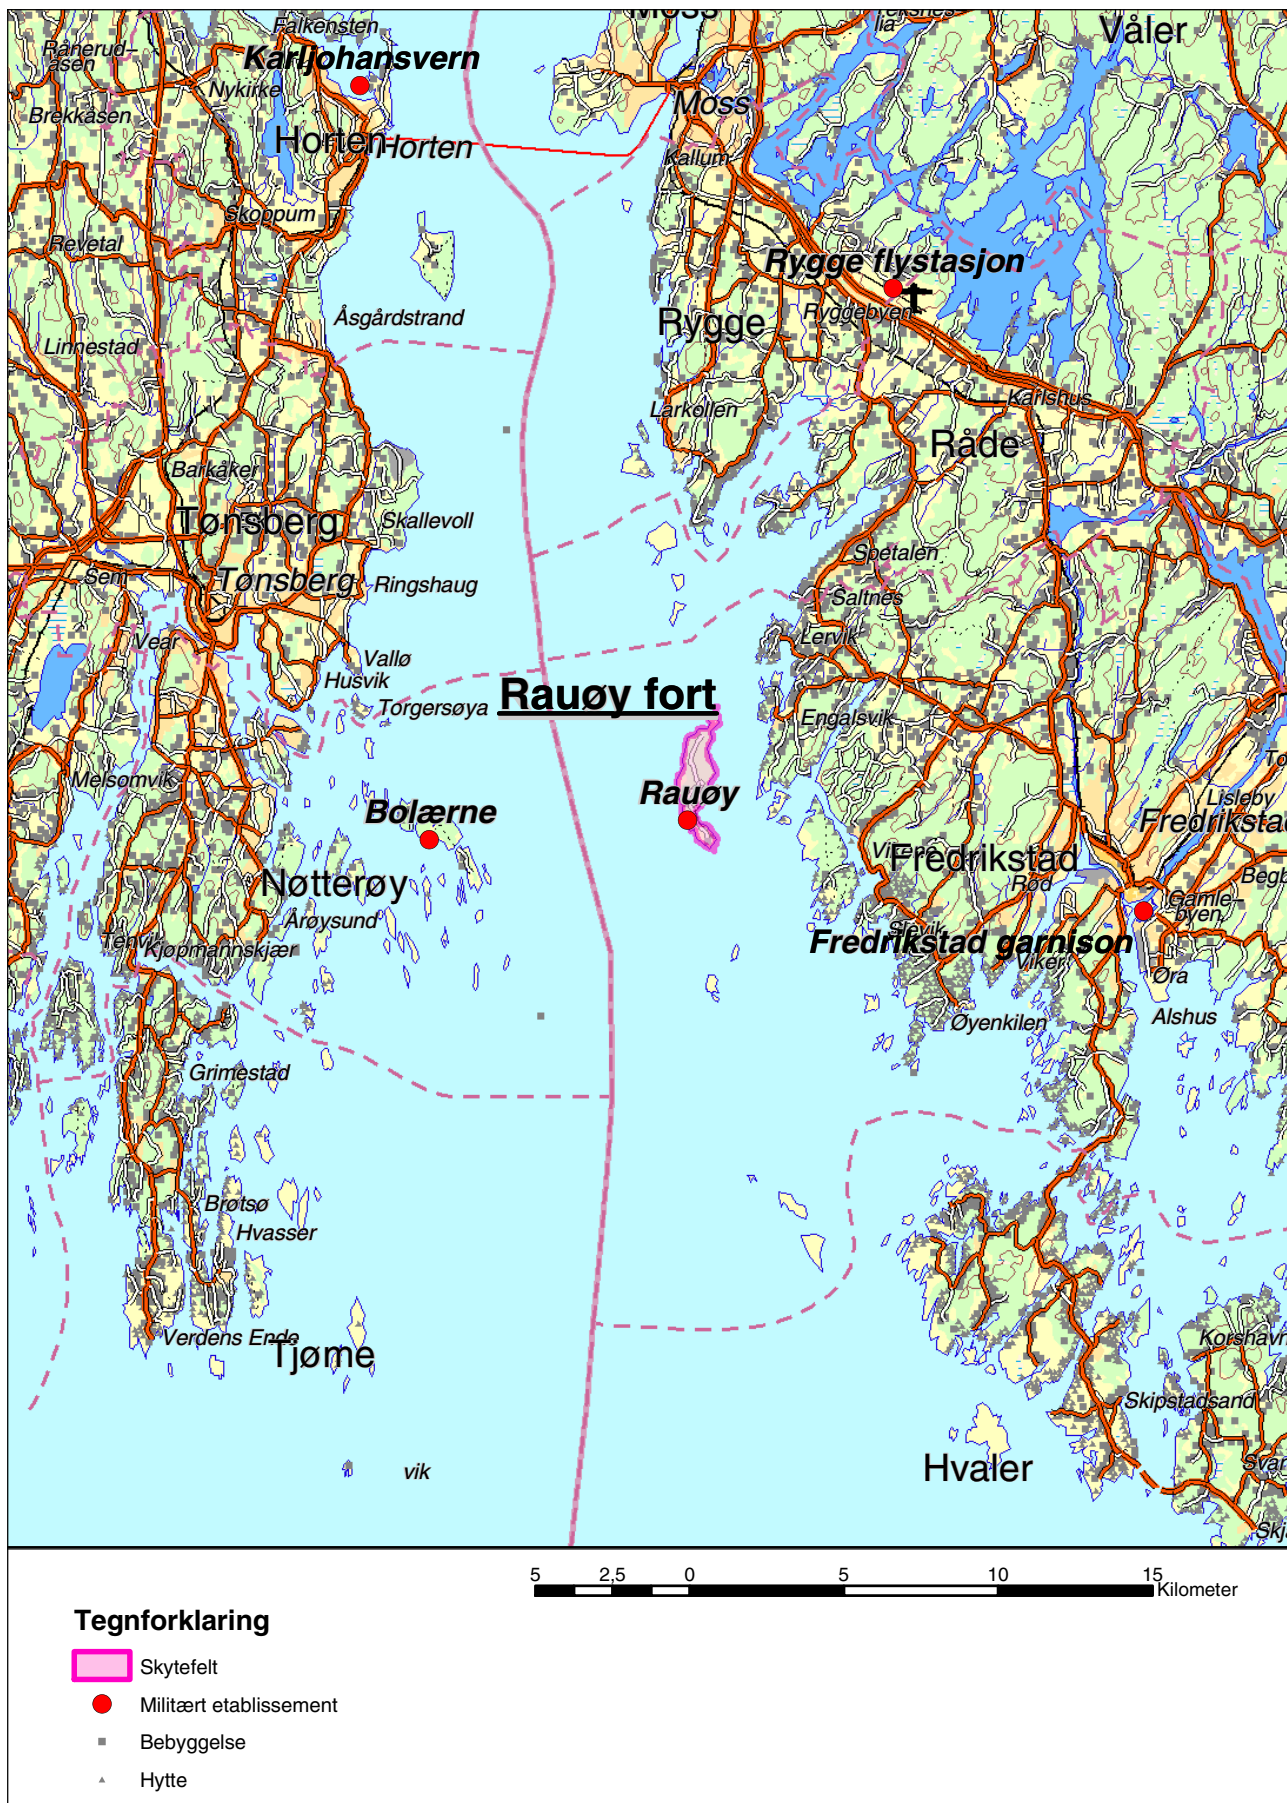 Falkensten
Moss
Våler
Rånerud-
åsen
Karljohansvern
Nykirke
Brekkåsen
Moss
Horten
Horten
Kallum
Skoppum
Revetal
Rygge flystasjon
Ryggebyen
Åsgårdstrand
Rygge
Linnestad
Larkollen
Karlshus
Råde
Barkåker
Tønsberg
Skallevoll
Spetalen
Sem
Tønsberg
Ringshaug
Saltnes
Vear
Lervik
Vallø
Husvik
Torgersøya
Rauøy fort
Engalsvik
Melsomvik
Rauøy
Lisleby
Bolærne
Fredrikstad
Fredrikstad
Nøtterøy
Rød
Gamle-
byen
Årøysund
Slevik
Tenvik
Kjøpmannskjær
Fredrikstad garnison
Viker
Øra
Øyenkilen
Alshus
Grimestad
Brøtsø
Hvasser
Verdens Ende
Tjøme
Korshavn
Skipstadsand
Hvaler
vik
5 2,5 0 5 10 15
Kilometer
Tegnforklaring
Skytefelt
Militært etablissement
Bebyggelse
Hytte